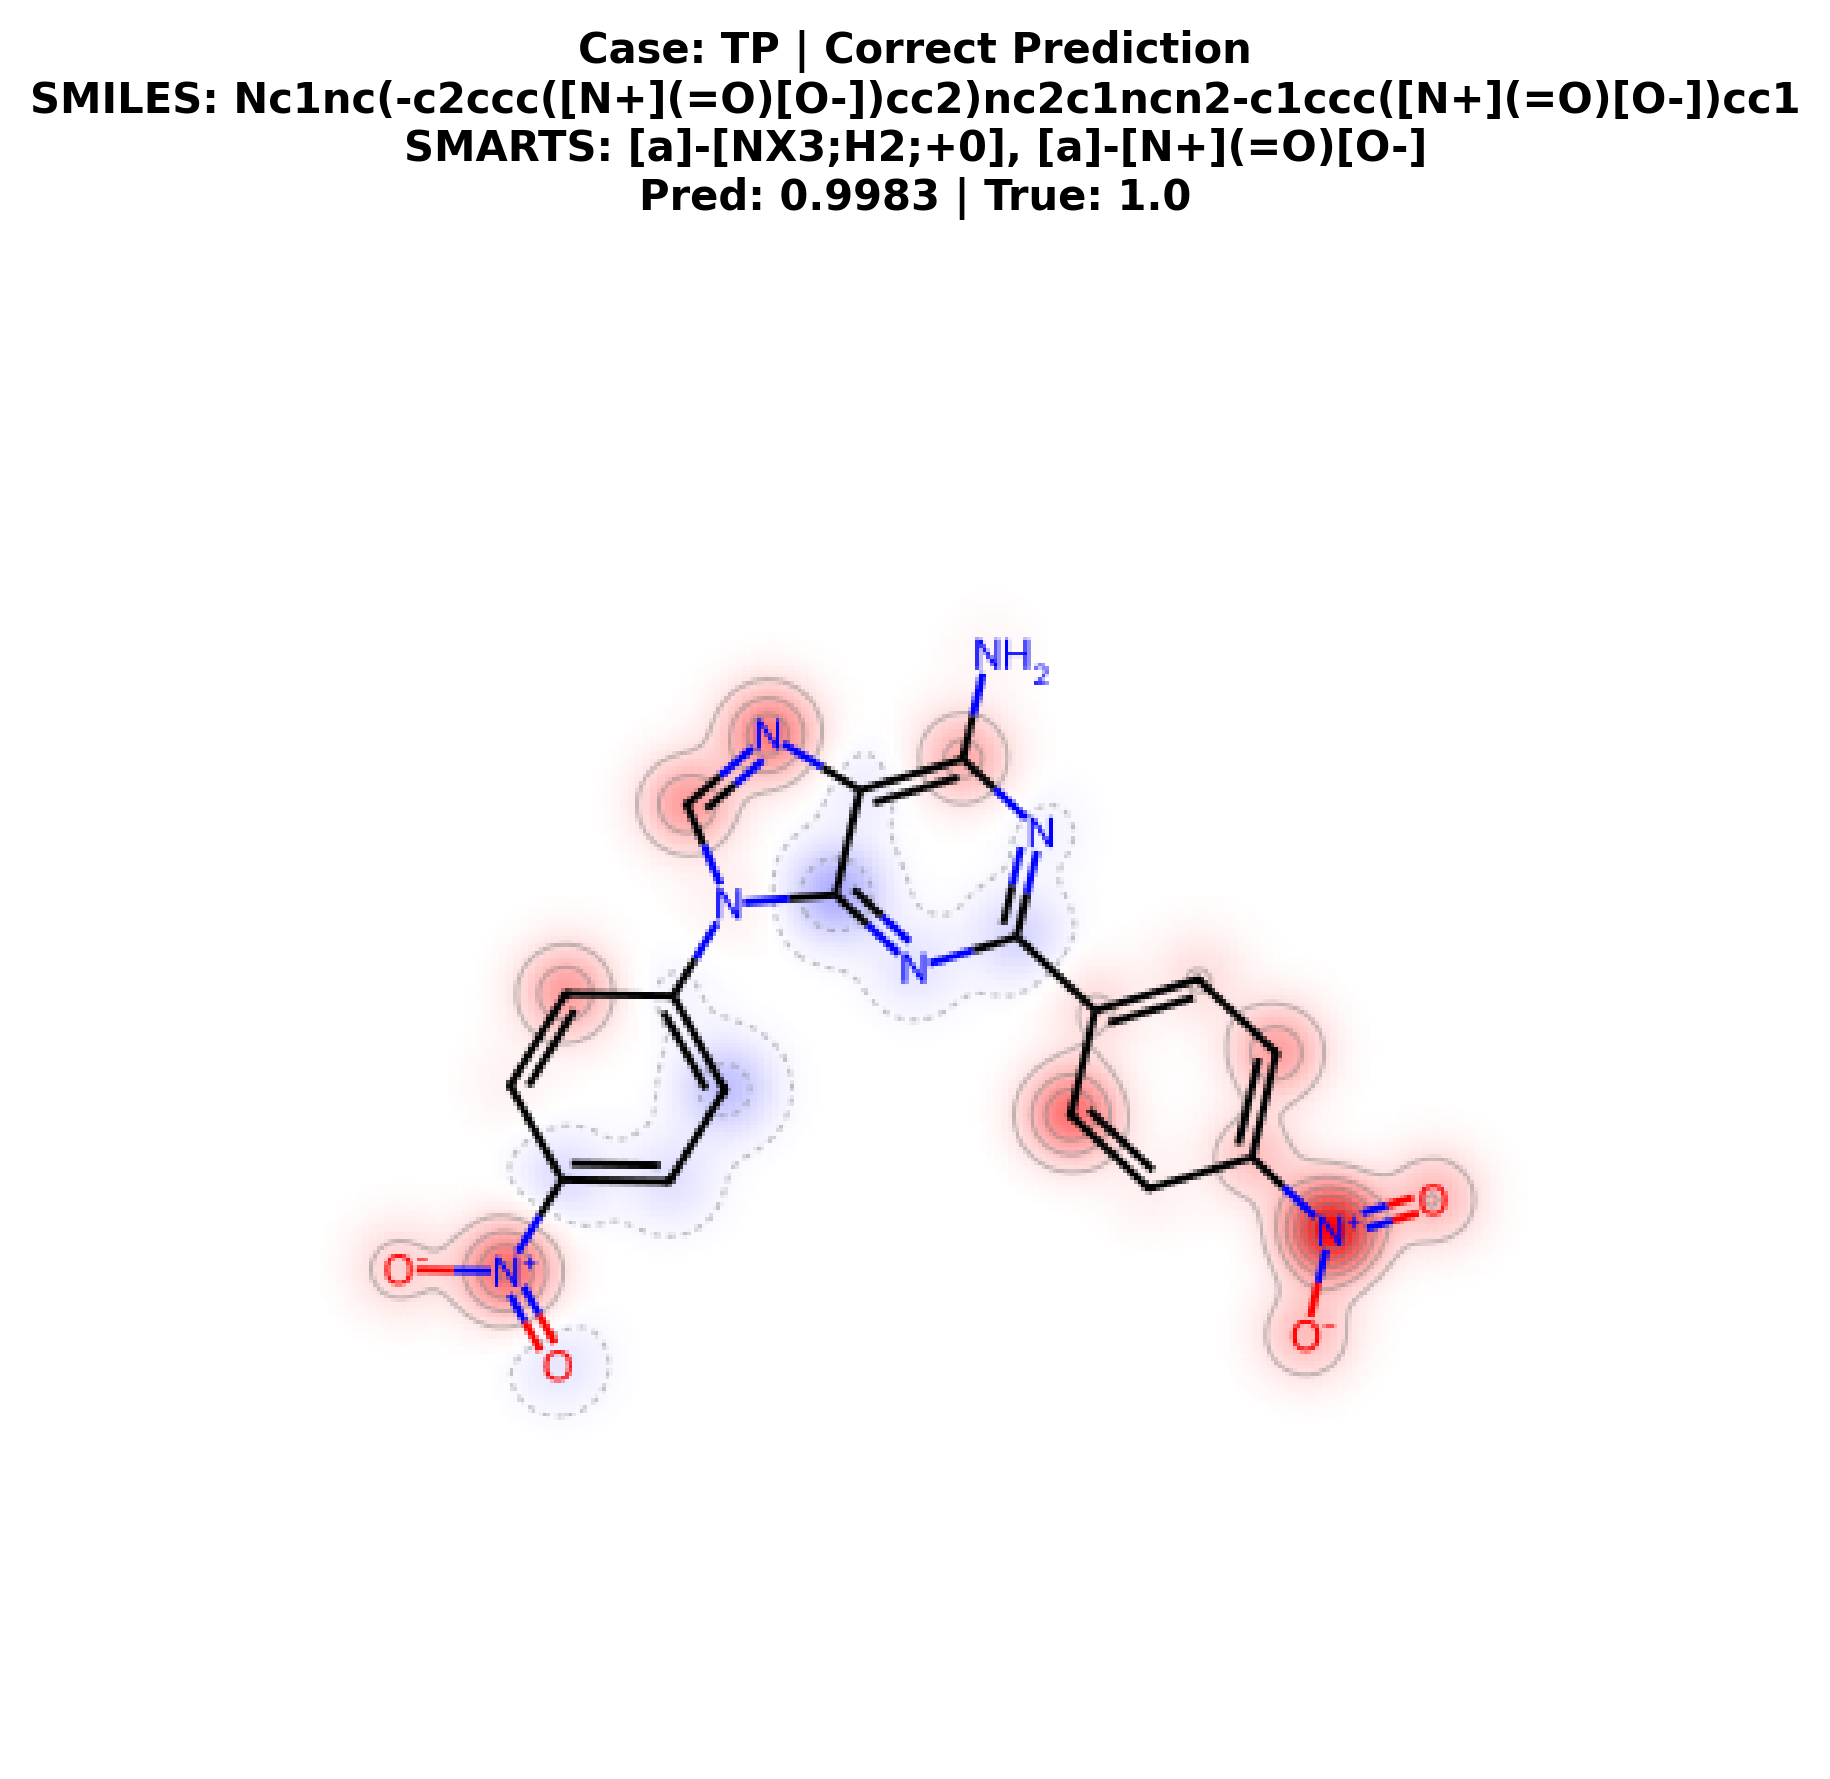 Case: TP | Correct Prediction
SMILES: Nc1nc(-c2ccc([N+](=O)[O-])cc2)nc2c1ncn2-c1ccc([N+](=O)[O-])cc1
SMARTS: [a]-[NX3;H2;+0], [a]-[N+](=O)[O-]
Pred: 0.9983 | True: 1.0
NH2
N
N
N
N
N+
O
O-
O-
N+
O